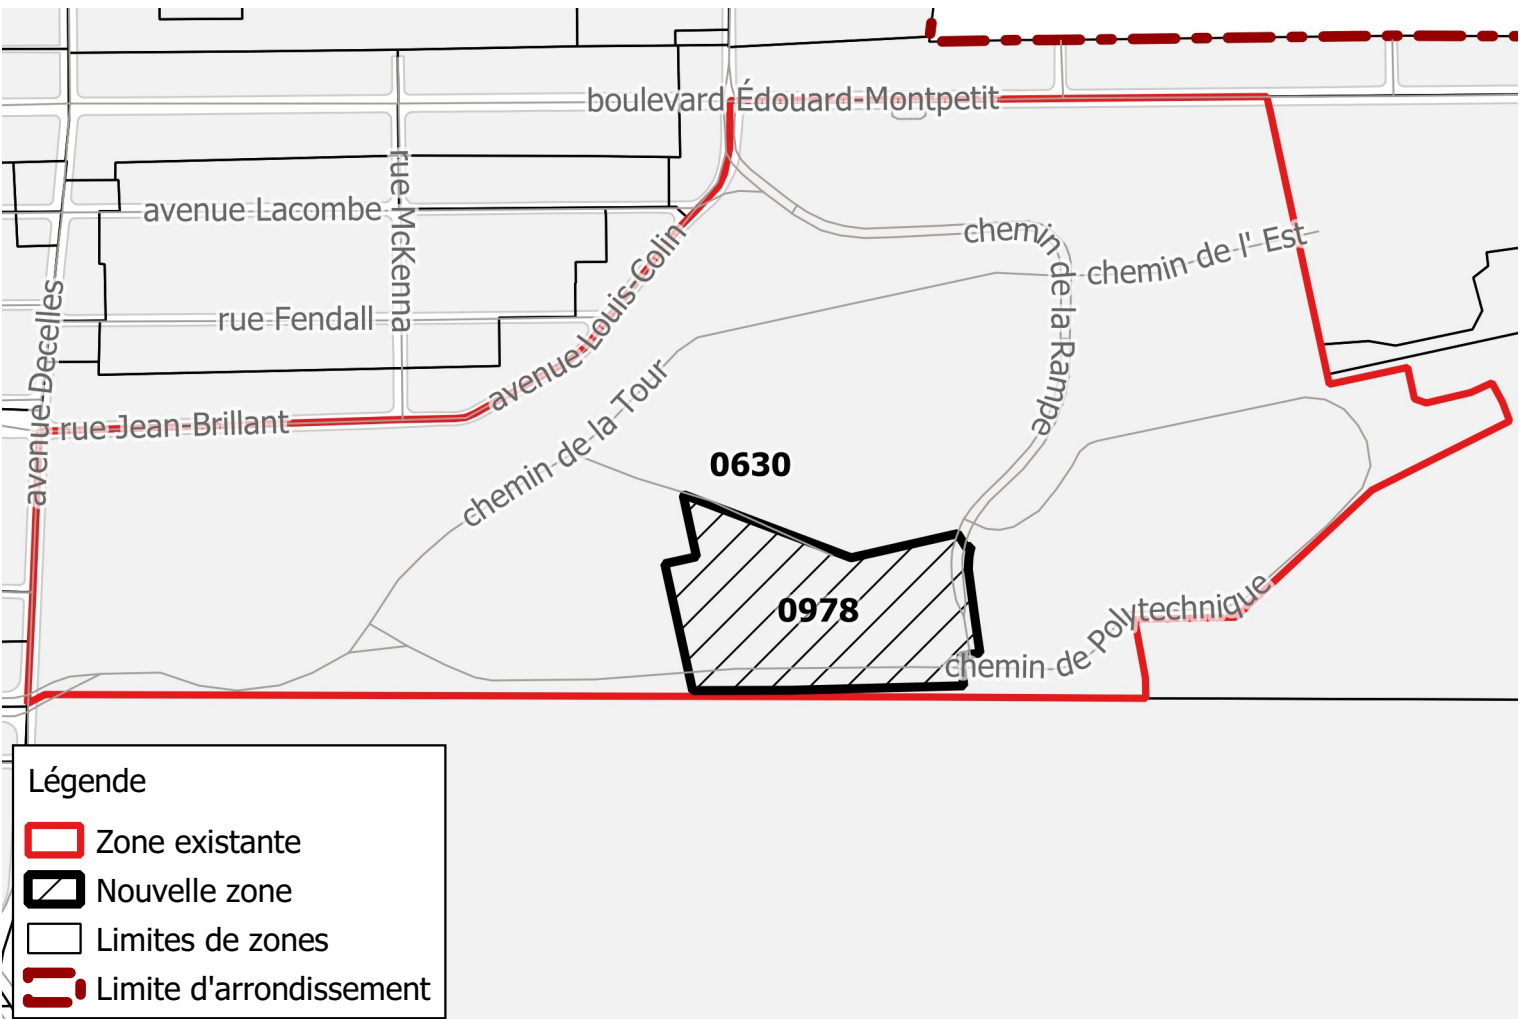 boulevard Édouard-Montpetit
rue McKenna
avenue Lacombe
chemin de la Rampe
chemin de l' Est
avenue Louis-Colin
avenue Decelles
rue Fendall
chemin de la Tour
rue Jean-Brillant
0630
0978
chemin de Polytechnique
Légende
Zone existante
Nouvelle zone
Limites de zones
Limite d'arrondissement